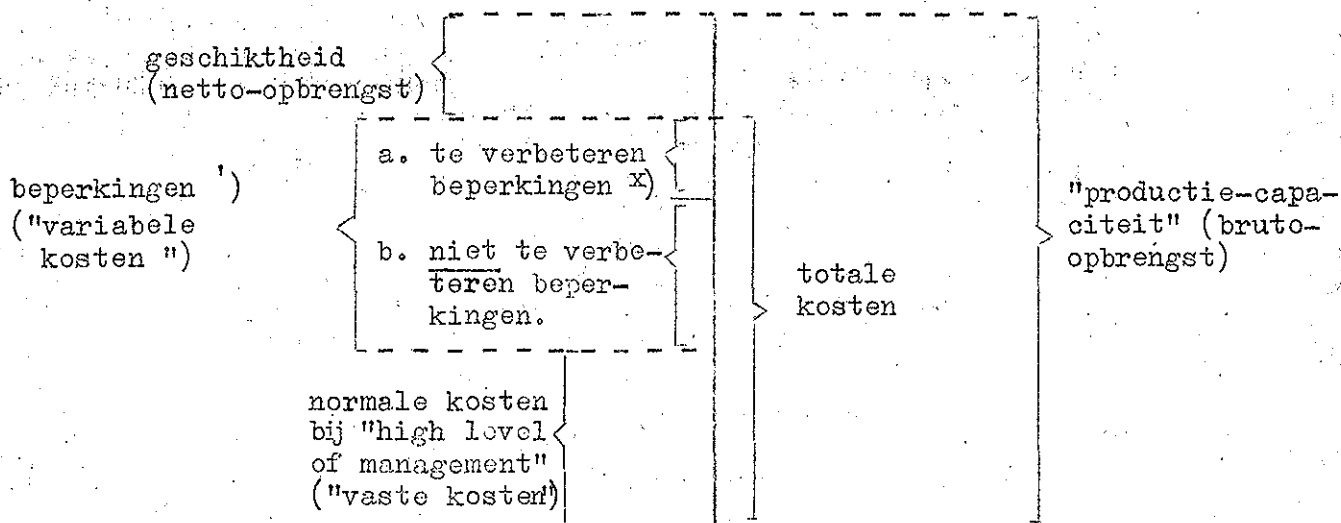 geschiktheid
(netto-opbrengst)
beperkingen ')
("variabele
kosten ")
a. te verbeteren
beperkingen x)
b. niet te verbe-
teren beper-
kingen.
normale kosten
bij "high level
of management"
("vaste kosten")
totale
kosten
"productie-capa-
citeit" (bruto-
opbrengst)